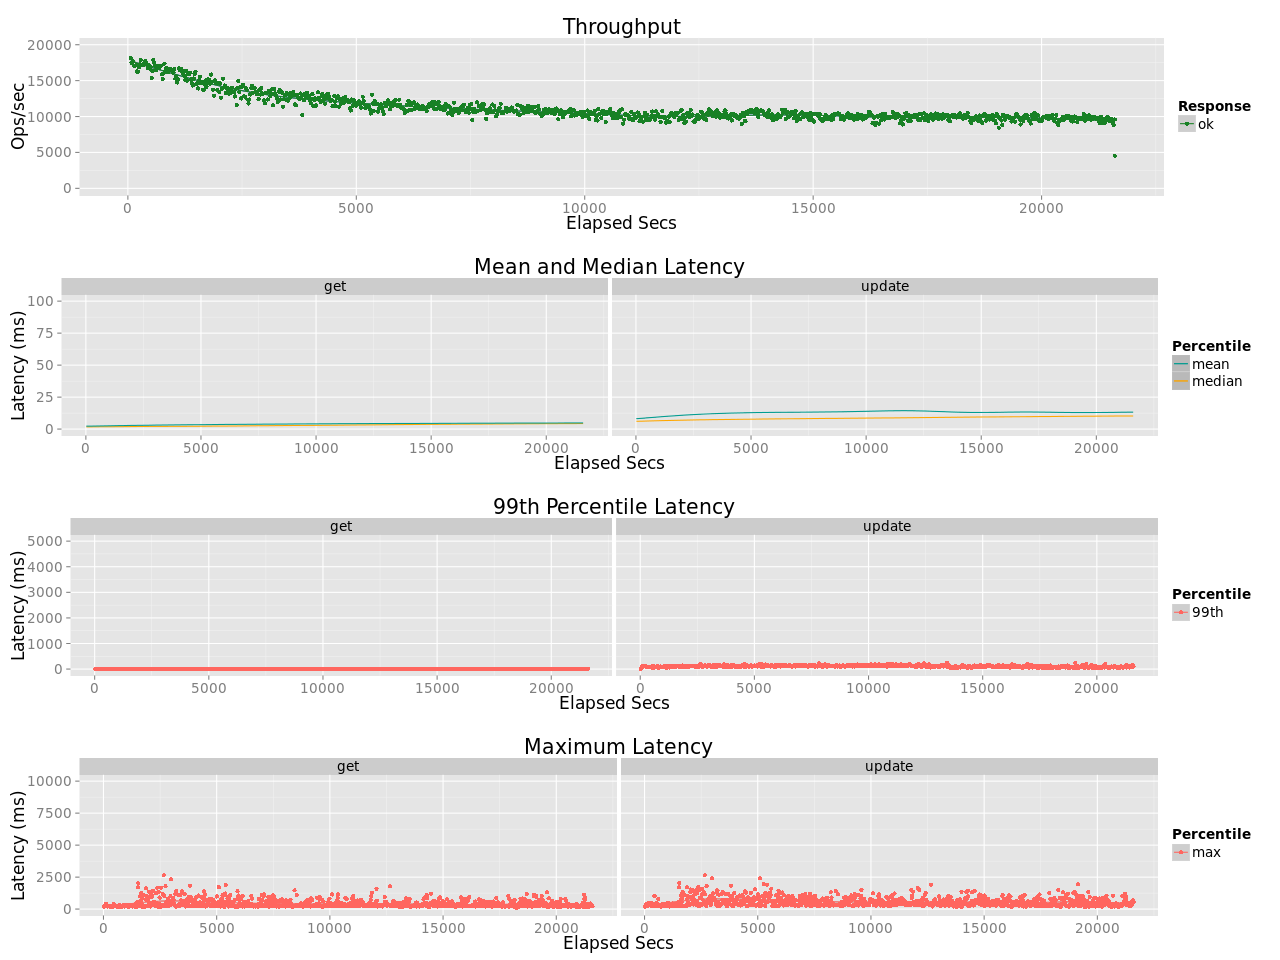 Throughput
20000
15000
10000
5000
0
Ops/sec
0 5000 10000 15000 20000
Elapsed Secs
Response
ok
Mean and Median Latency
get update
100
75
50
25
0
Latency (ms)
0 5000 10000 15000 20000 0 5000 10000 15000 20000
Elapsed Secs
Percentile
mean
median
99th Percentile Latency
get update
5000
4000
3000
2000
1000
0
Latency (ms)
0 5000 10000 15000 20000 0 5000 10000 15000 20000
Elapsed Secs
Percentile
99th
Maximum Latency
get update
10000
7500
5000
2500
0
Latency (ms)
0 5000 10000 15000 20000 0 5000 10000 15000 20000
Elapsed Secs
Percentile
max